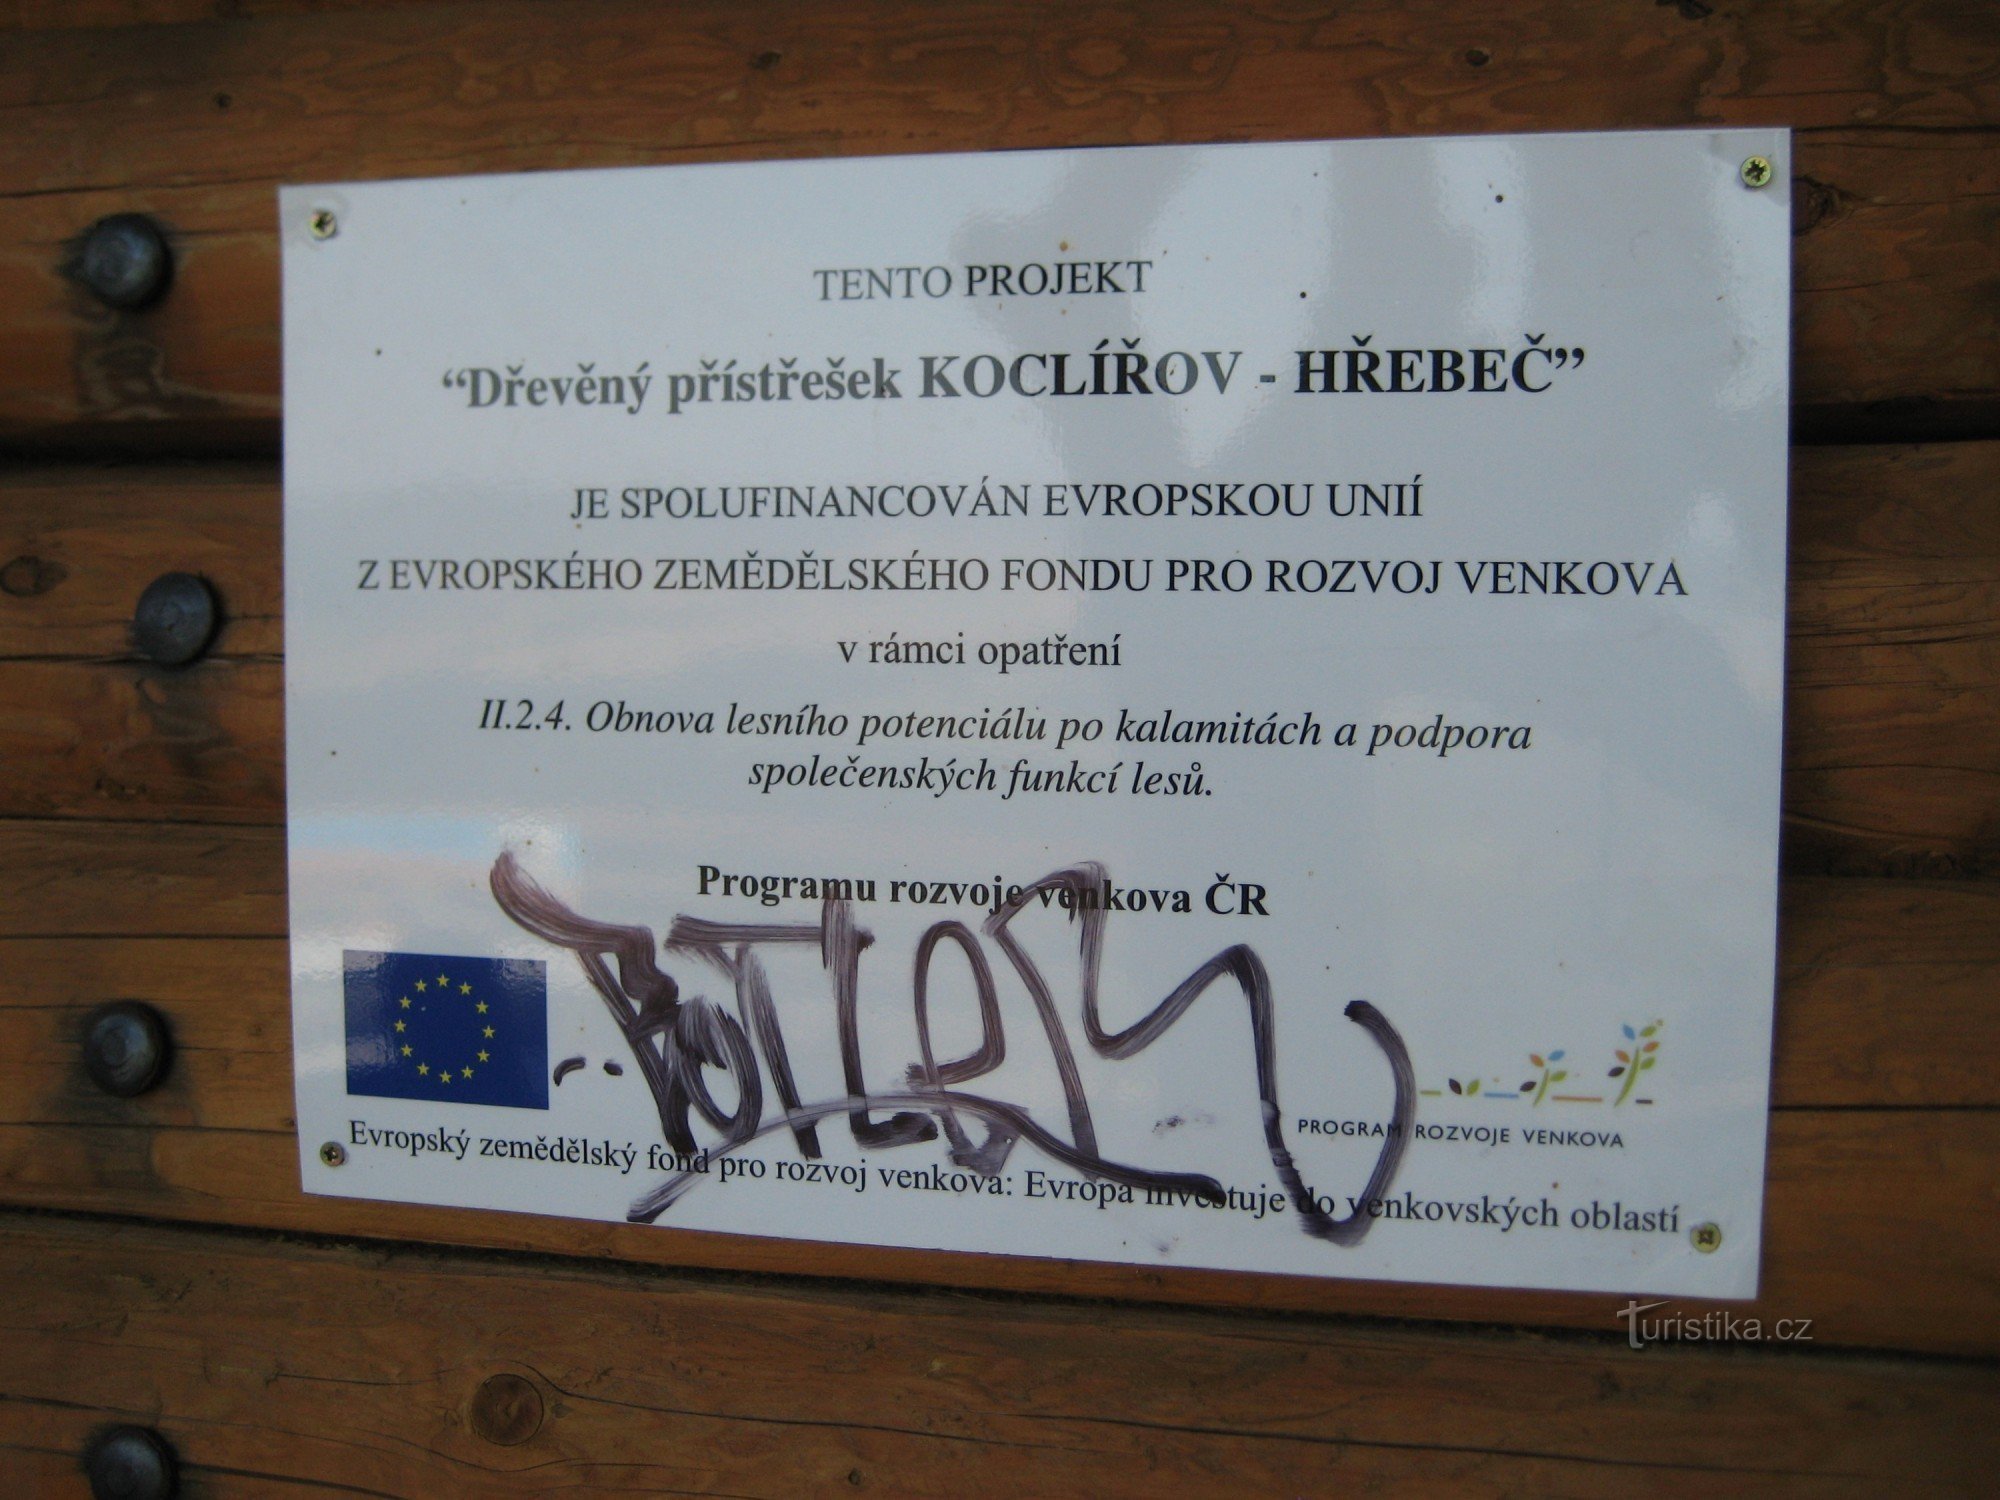 TENTO PROJEKT
“Dřevěný přístřešek KOCLÍŘOV - HŘEBEČ”
JE SPOLUFINANCOVÁN EVROPSKOU UNIÍ
Z EVROPSKÉHO ZEMĚDĚLSKÉHO FONDU PRO ROZVOJ VENKOVA
v rámci opatření
II.2.4. Obnova lesního potenciálu po kalamitách a podpora
společenských funkcí lesů.
Programu rozvoje venkova ČR
PROGRAM ROZVOJE VENKOVA
Evropský zemědělský fond pro rozvoj venkova: Evropa investuje do venkovských oblastí
Turistika.cz